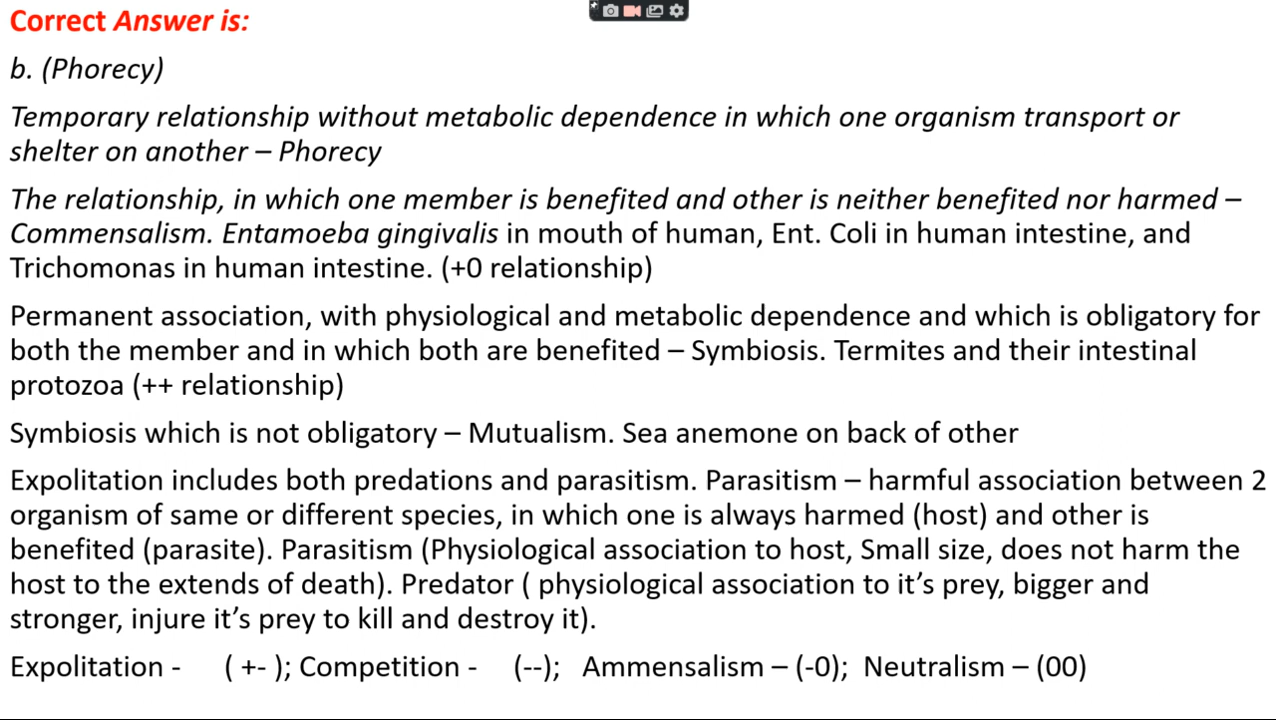 Correct Answer is:
b. (Phorecy)
Temporary relationship without metabolic dependence in which one organism transport or
shelter on another – Phorecy
The relationship, in which one member is benefited and other is neither benefited nor harmed –
Commensalism. Entamoeba gingivalis in mouth of human, Ent. Coli in human intestine, and
Trichomonas in human intestine. (+0 relationship)
Permanent association, with physiological and metabolic dependence and which is obligatory for
both the member and in which both are benefited – Symbiosis. Termites and their intestinal
protozoa (++ relationship)
Symbiosis which is not obligatory – Mutualism. Sea anemone on back of other
Expolitation includes both predations and parasitism. Parasitism – harmful association between 2
organism of same or different species, in which one is always harmed (host) and other is
benefited (parasite). Parasitism (Physiological association to host, Small size, does not harm the
host to the extends of death). Predator ( physiological association to it’s prey, bigger and
stronger, injure it’s prey to kill and destroy it).
Expolitation - ( +- ); Competition - (--); Ammensalism – (-0); Neutralism – (00)